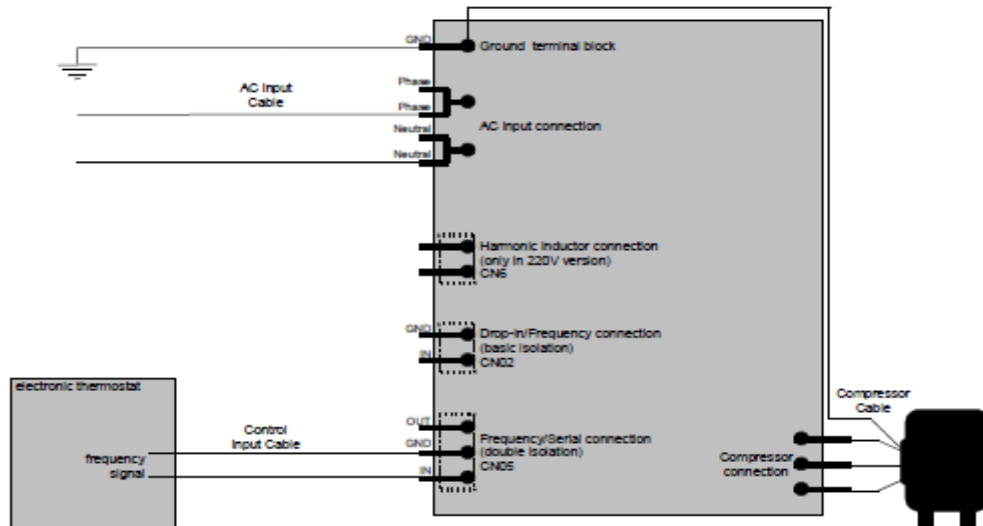 GND
Ground terminal block
Phase
AC Input
Cable
Phase
AC Input connection
Neutral
Neutral
Harmonic Inductor connection
(only in 220V version)
CN6
GND
Drop-in/Frequency connection
(basic isolation)
IN
CN02
electronic thermostat
Compressor
Cable
OUT
Control
Input Cable
GND
Frequency/Serial connection
(double isolation)
frequency
signal
IN
CN05
Compressor
connection